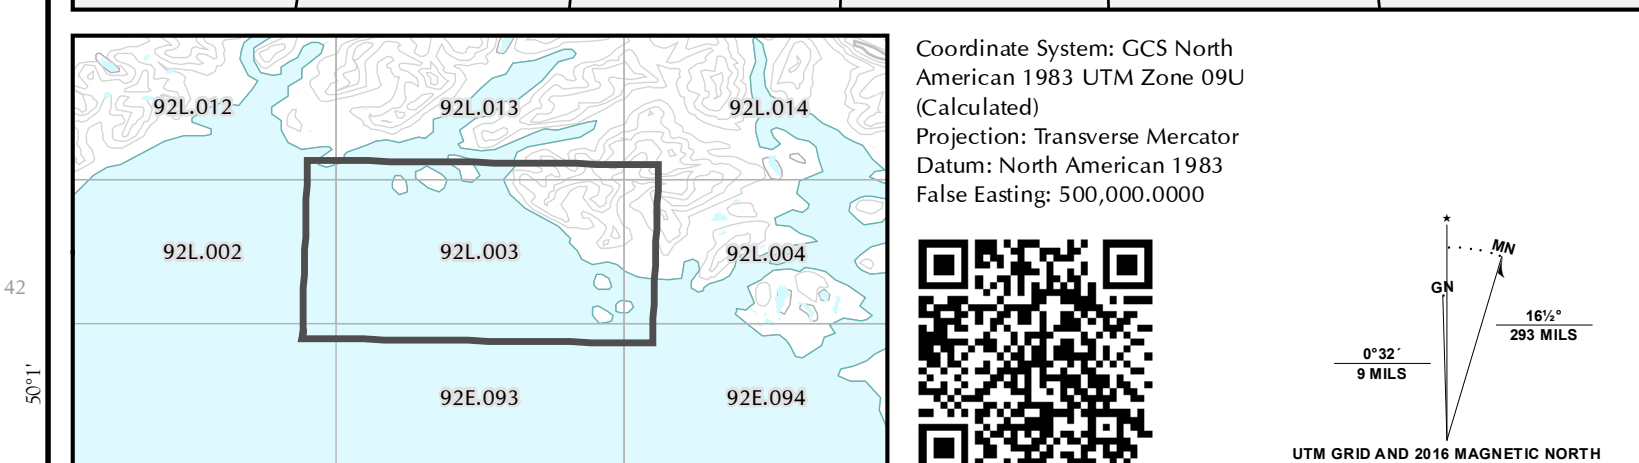 92L.012
92L.013
92L.014
92L.002
92L.003
92L.004
92E.093
92E.094
42
50°1'
Coordinate System: GCS North
American 1983 UTM Zone 09U
(Calculated)
Projection: Transverse Mercator
Datum: North American 1983
False Easting: 500,000.0000
MN
GN
16½°
293 MILS
0°32´
9 MILS
UTM GRID AND 2016 MAGNETIC NORTH